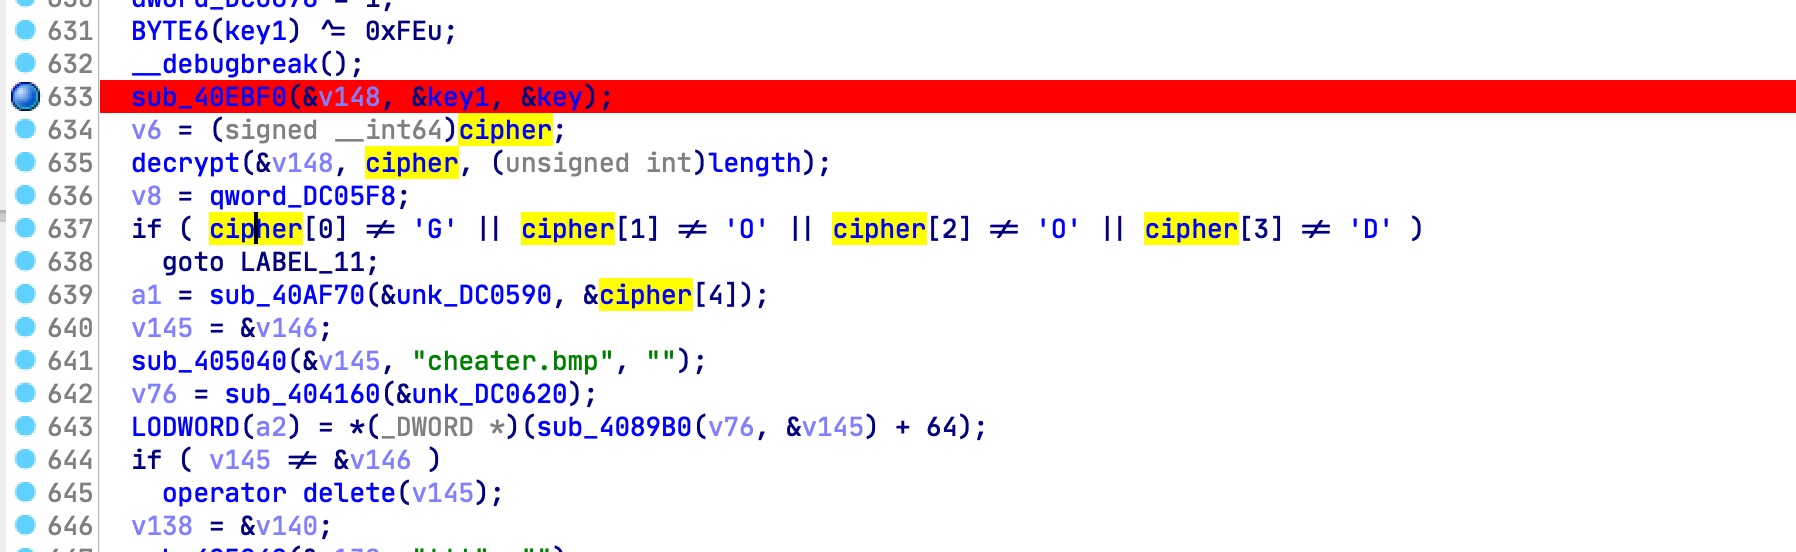 631 BYTE6(key1) ^= 0xFEu;
632 __debugbreak();
633 sub_40EBF0(&v148, &key1, &key);
634 v6 = (signed __int64)cipher;
635 decrypt(&v148, cipher, (unsigned int)length);
636 v8 = qword_DC05F8;
637 if ( cipher[0] ≠ 'G' || cipher[1] ≠ 'O' || cipher[2] ≠ 'O' || cipher[3] ≠ 'D' )
638 goto LABEL_11;
639 a1 = sub_40AF70(&unk_DC0590, &cipher[4]);
640 v145 = &v146;
641 sub_405040(&v145, "cheater.bmp", "");
642 v76 = sub_404160(&unk_DC0620);
643 LODWORD(a2) = *(_DWORD *)(sub_4089B0(v76, &v145) + 64);
644 if ( v145 ≠ &v146 )
645 operator delete(v145);
646 v138 = &v140;